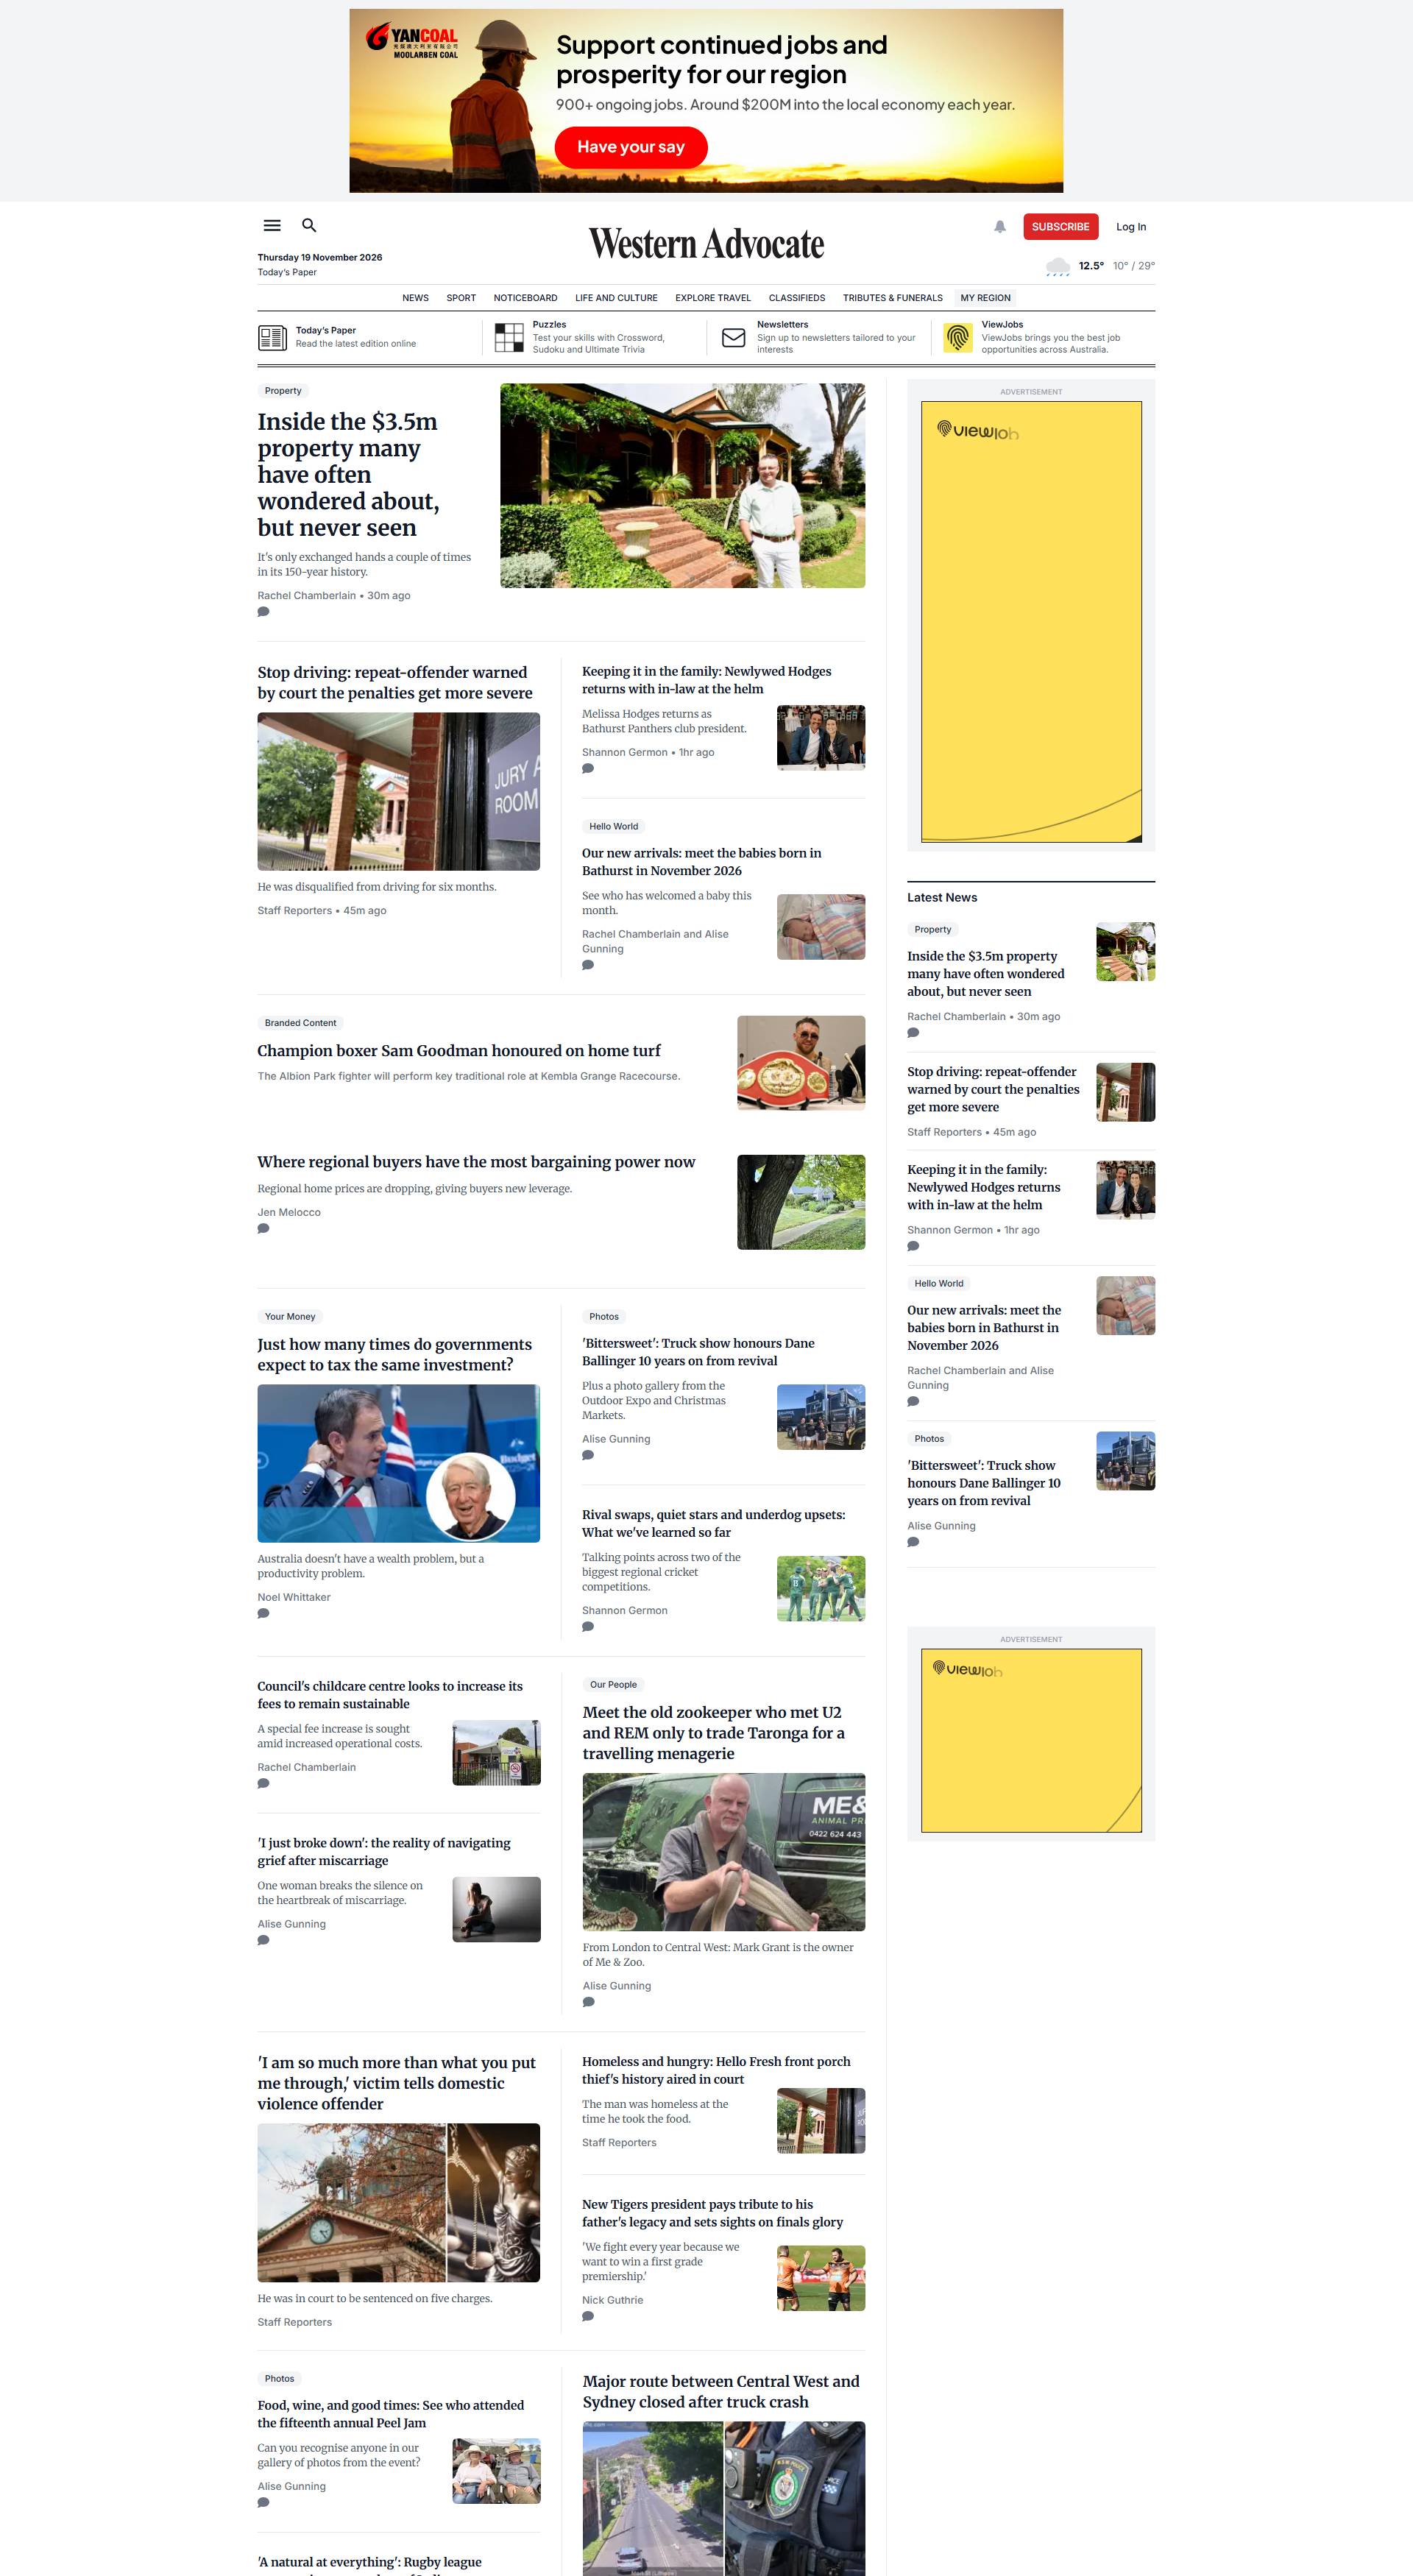 YANCOAL
MOOLARBEN COAL
Support continued jobs and
prosperity for our region
900+ ongoing jobs. Around $200M into the local economy each year.
Have your say
SUBSCRIBE
Log In
Western Advocate
Thursday 19 November 2026
Today's Paper
12.5° 10° / 29°
NEWS SPORT NOTICEBOARD LIFE AND CULTURE EXPLORE TRAVEL CLASSIFIEDS TRIBUTES & FUNERALS MY REGION
Today's Paper
Read the latest edition online
Puzzles
Test your skills with Crossword,
Sudoku and Ultimate Trivia
Newsletters
Sign up to newsletters tailored to your
interests
ViewJobs
ViewJobs brings you the best job
opportunities across Australia.
Property
Inside the $3.5m
property many
have often
wondered about,
but never seen
It's only exchanged hands a couple of times
in its 150-year history.
Rachel Chamberlain • 30m ago
Stop driving: repeat-offender warned
by court the penalties get more severe
JURY A
ROOM
He was disqualified from driving for six months.
Staff Reporters • 45m ago
Keeping it in the family: Newlywed Hodges
returns with in-law at the helm
Melissa Hodges returns as
Bathurst Panthers club president.
Shannon Germon • 1hr ago
Hello World
Our new arrivals: meet the babies born in
Bathurst in November 2026
See who has welcomed a baby this
month.
Rachel Chamberlain and Alise
Gunning
Branded Content
Champion boxer Sam Goodman honoured on home turf
The Albion Park fighter will perform key traditional role at Kembla Grange Racecourse.
Where regional buyers have the most bargaining power now
Regional home prices are dropping, giving buyers new leverage.
Jen Melocco
Your Money
Just how many times do governments
expect to tax the same investment?
Australia doesn't have a wealth problem, but a
productivity problem.
Noel Whittaker
Photos
'Bittersweet': Truck show honours Dane
Ballinger 10 years on from revival
Plus a photo gallery from the
Outdoor Expo and Christmas
Markets.
Alise Gunning
Rival swaps, quiet stars and underdog upsets:
What we've learned so far
Talking points across two of the
biggest regional cricket
competitions.
Shannon Germon
Council's childcare centre looks to increase its
fees to remain sustainable
A special fee increase is sought
amid increased operational costs.
Rachel Chamberlain
'I just broke down': the reality of navigating
grief after miscarriage
One woman breaks the silence on
the heartbreak of miscarriage.
Alise Gunning
Our People
Meet the old zookeeper who met U2
and REM only to trade Taronga for a
travelling menagerie
ME&
ANIMAL PR
0422 624 443
From London to Central West: Mark Grant is the owner
of Me & Zoo.
Alise Gunning
'I am so much more than what you put
me through,' victim tells domestic
violence offender
He was in court to be sentenced on five charges.
Staff Reporters
Homeless and hungry: Hello Fresh front porch
thief's history aired in court
The man was homeless at the
time he took the food.
Staff Reporters
New Tigers president pays tribute to his
father's legacy and sets sights on finals glory
'We fight every year because we
want to win a first grade
premiership.'
Nick Guthrie
Photos
Food, wine, and good times: See who attended
the fifteenth annual Peel Jam
Can you recognise anyone in our
gallery of photos from the event?
Alise Gunning
'A natural at everything': Rugby league
Major route between Central West and
Sydney closed after truck crash
ADVERTISEMENT
viewjob
Latest News
Property
Inside the $3.5m property
many have often wondered
about, but never seen
Rachel Chamberlain • 30m ago
Stop driving: repeat-offender
warned by court the penalties
get more severe
Staff Reporters • 45m ago
Keeping it in the family:
Newlywed Hodges returns
with in-law at the helm
Shannon Germon • 1hr ago
Hello World
Our new arrivals: meet the
babies born in Bathurst in
November 2026
Rachel Chamberlain and Alise
Gunning
Photos
'Bittersweet': Truck show
honours Dane Ballinger 10
years on from revival
Alise Gunning
ADVERTISEMENT
viewjob